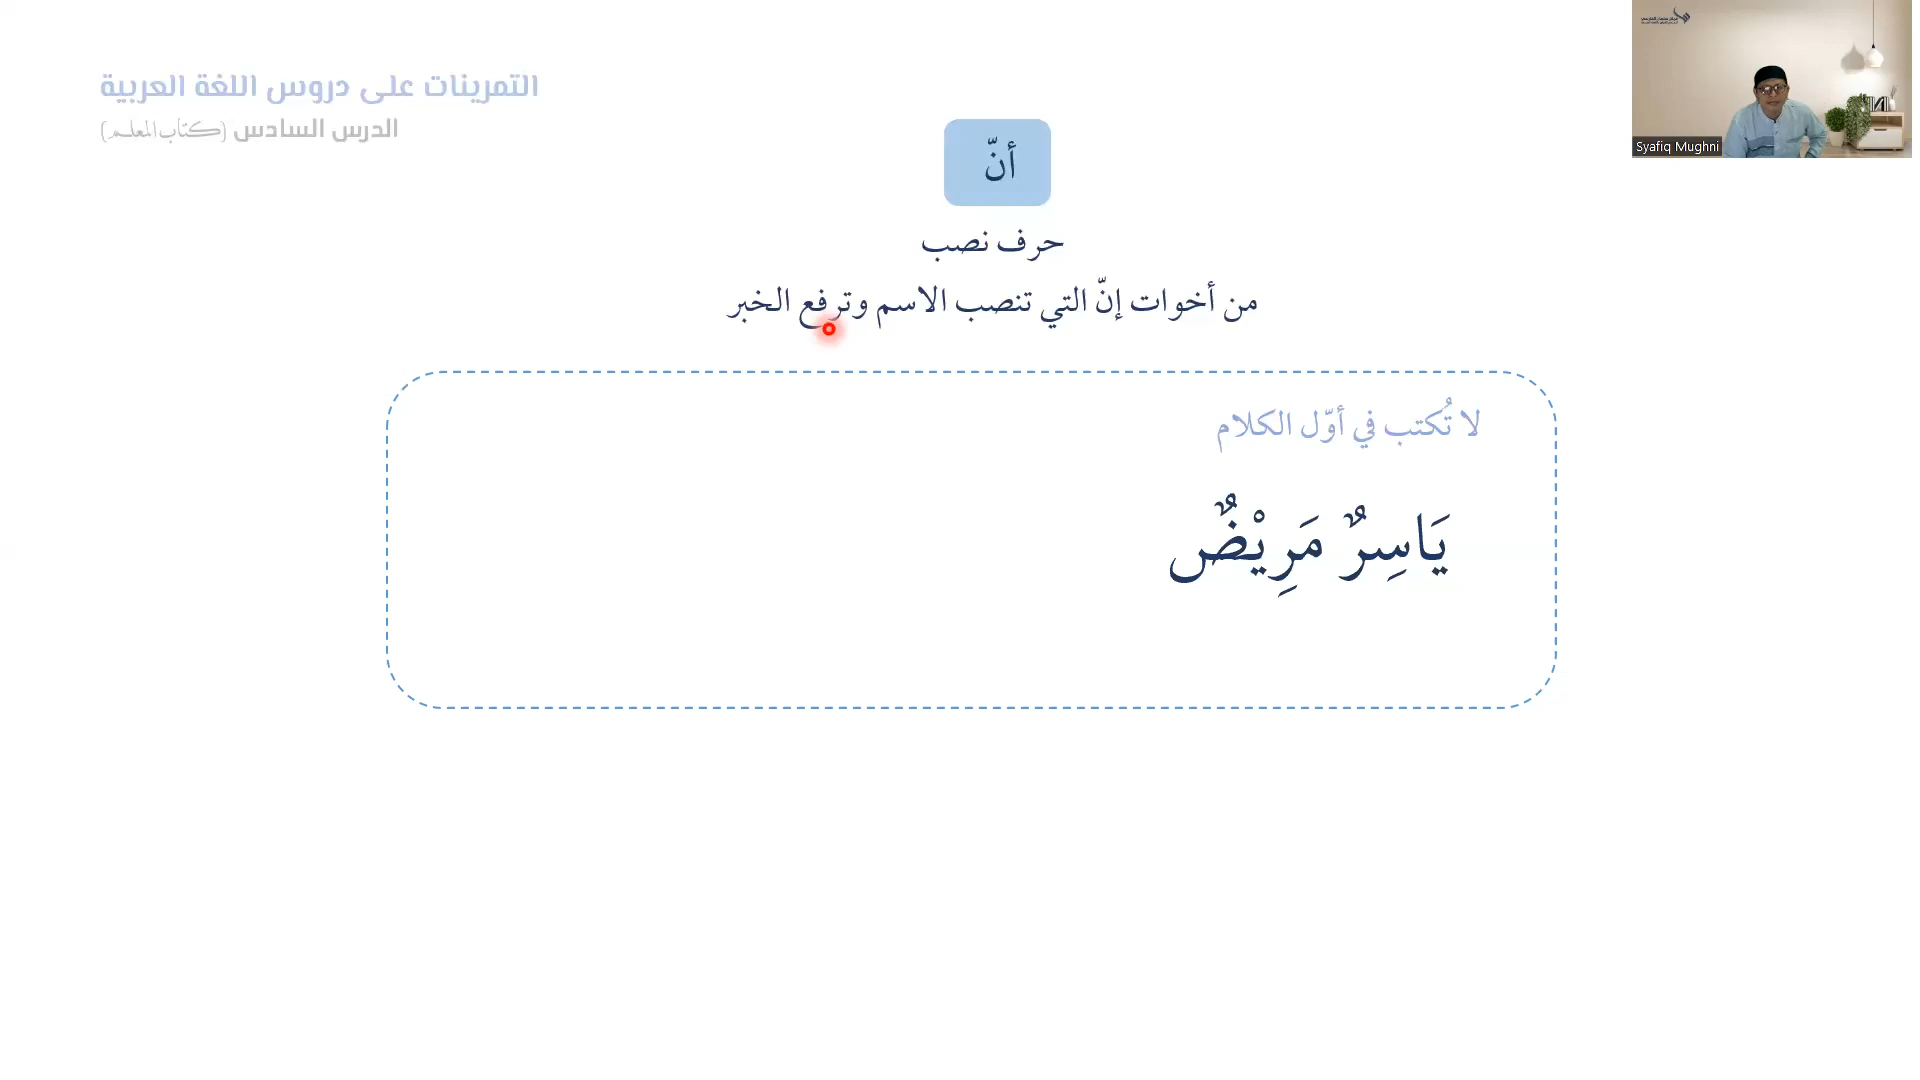 التمرينات على دروس اللغة العربية
الدرس السادس (كتاب المعلم)
أنّ
حرف نصب
من أخوات إنّ التي تنصب الاسم وترفع الخبر
لا تُكتب في أوّل الكلام
يَاسِرٌ مَرِيْضٌ
Syafiq Mughni